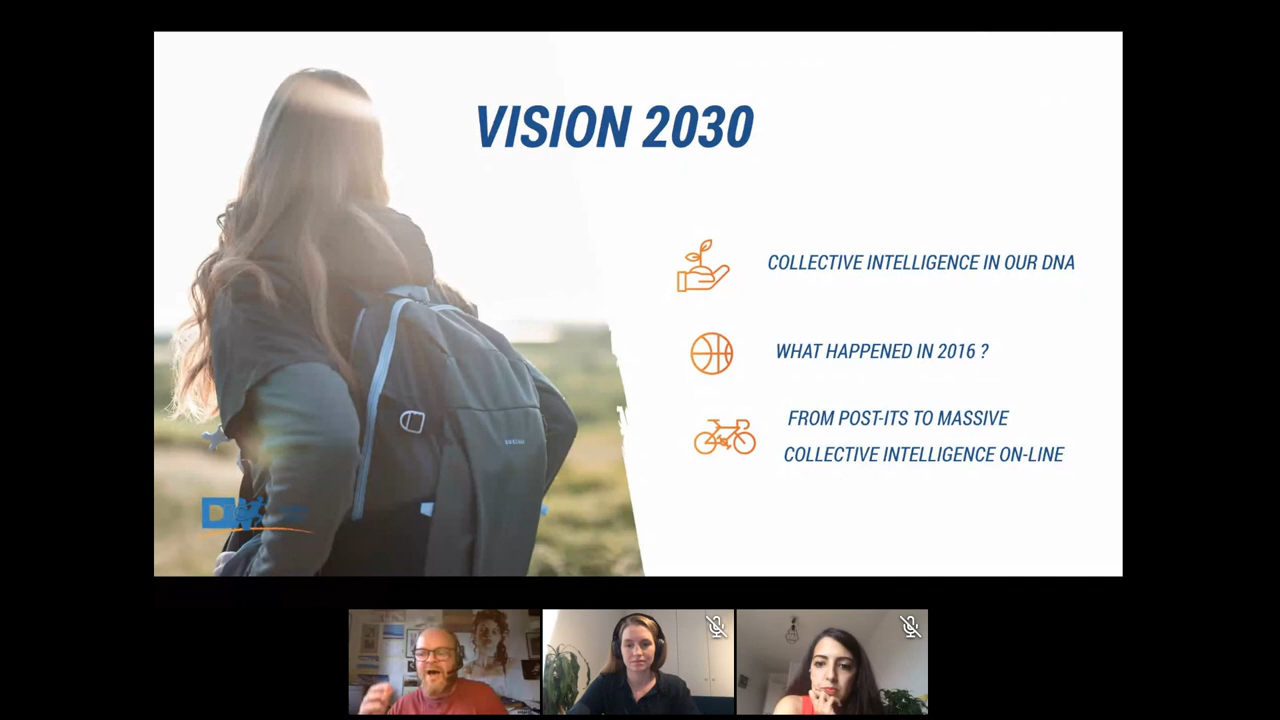 VISION 2030
COLLECTIVE INTELLIGENCE IN OUR DNA
WHAT HAPPENED IN 2016 ?
FROM POST-ITS TO MASSIVE
COLLECTIVE INTELLIGENCE ON-LINE